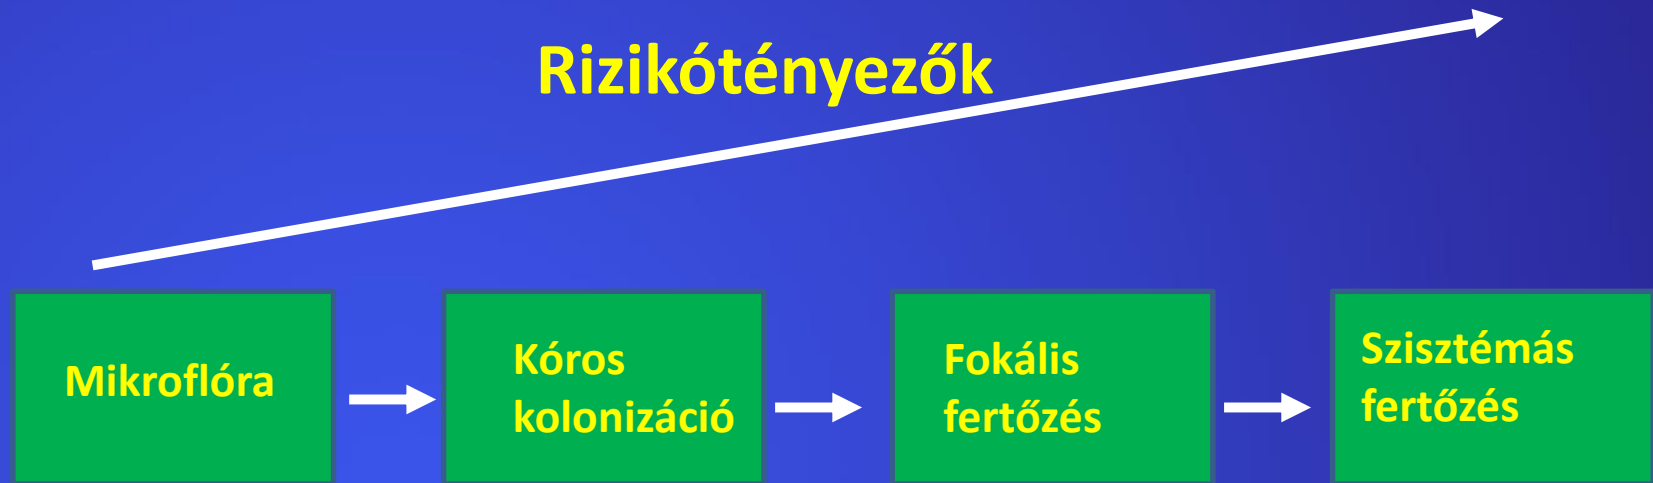 Rizikótényezők
Mikroflóra
Kóros
kolonizáció
Fokális
fertőzés
Szisztémás
fertőzés